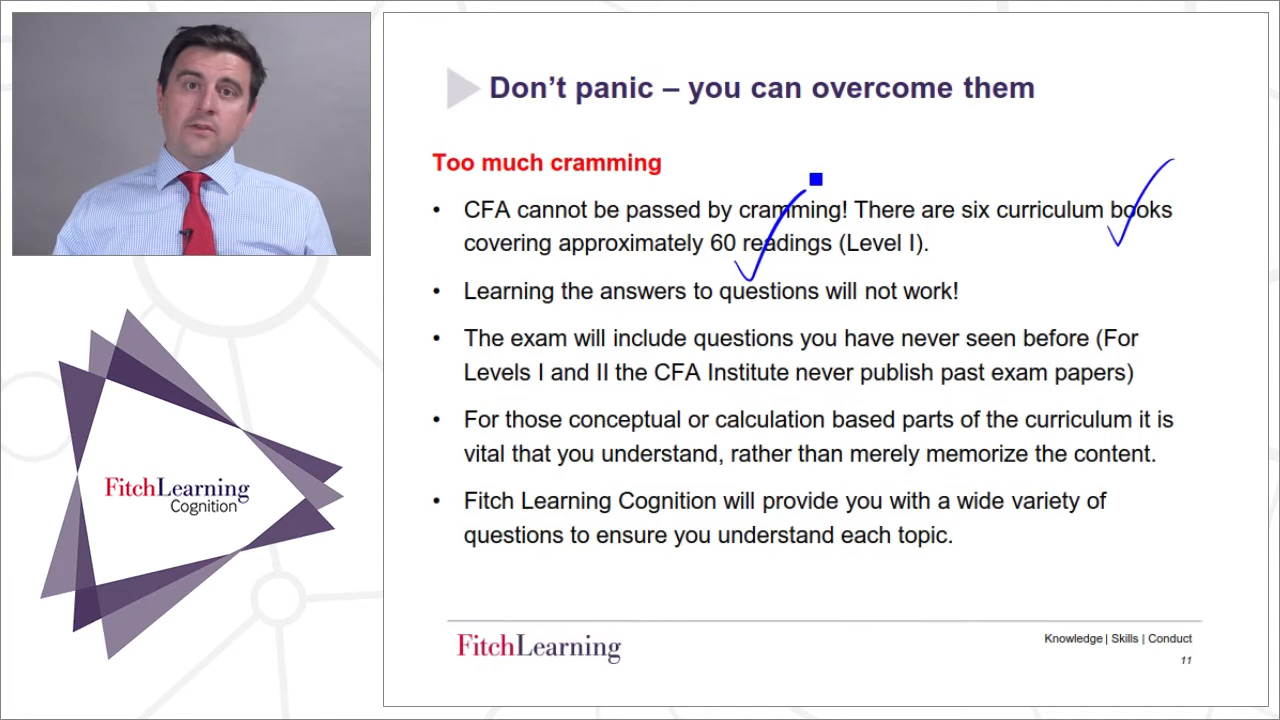 Don't panic – you can overcome them
Too much cramming
• CFA cannot be passed by cramming! There are six curriculum books
covering approximately 60 readings (Level I).
• Learning the answers to questions will not work!
• The exam will include questions you have never seen before (For
Levels I and II the CFA Institute never publish past exam papers)
• For those conceptual or calculation based parts of the curriculum it is
vital that you understand, rather than merely memorize the content.
• Fitch Learning Cognition will provide you with a wide variety of
questions to ensure you understand each topic.
FitchLearning
Cognition
FitchLearning
Knowledge | Skills | Conduct
11